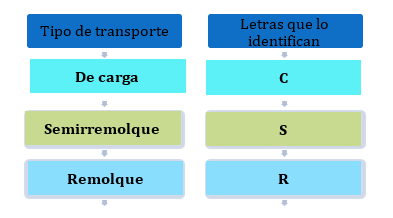 Tipo de transporte
Letras que lo
identifican
De carga
C
Semirremolque
S
Remolque
R